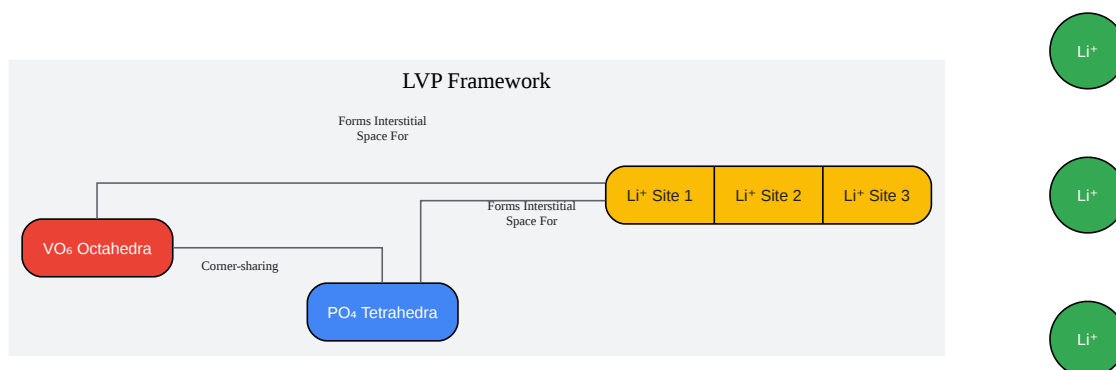 Li⁺
LVP Framework
Forms Interstitial
Space For
Li⁺ Site 1
Li⁺ Site 2
Li⁺ Site 3
Li⁺
Forms Interstitial
Space For
VO₆ Octahedra
Corner-sharing
PO₄ Tetrahedra
Li⁺